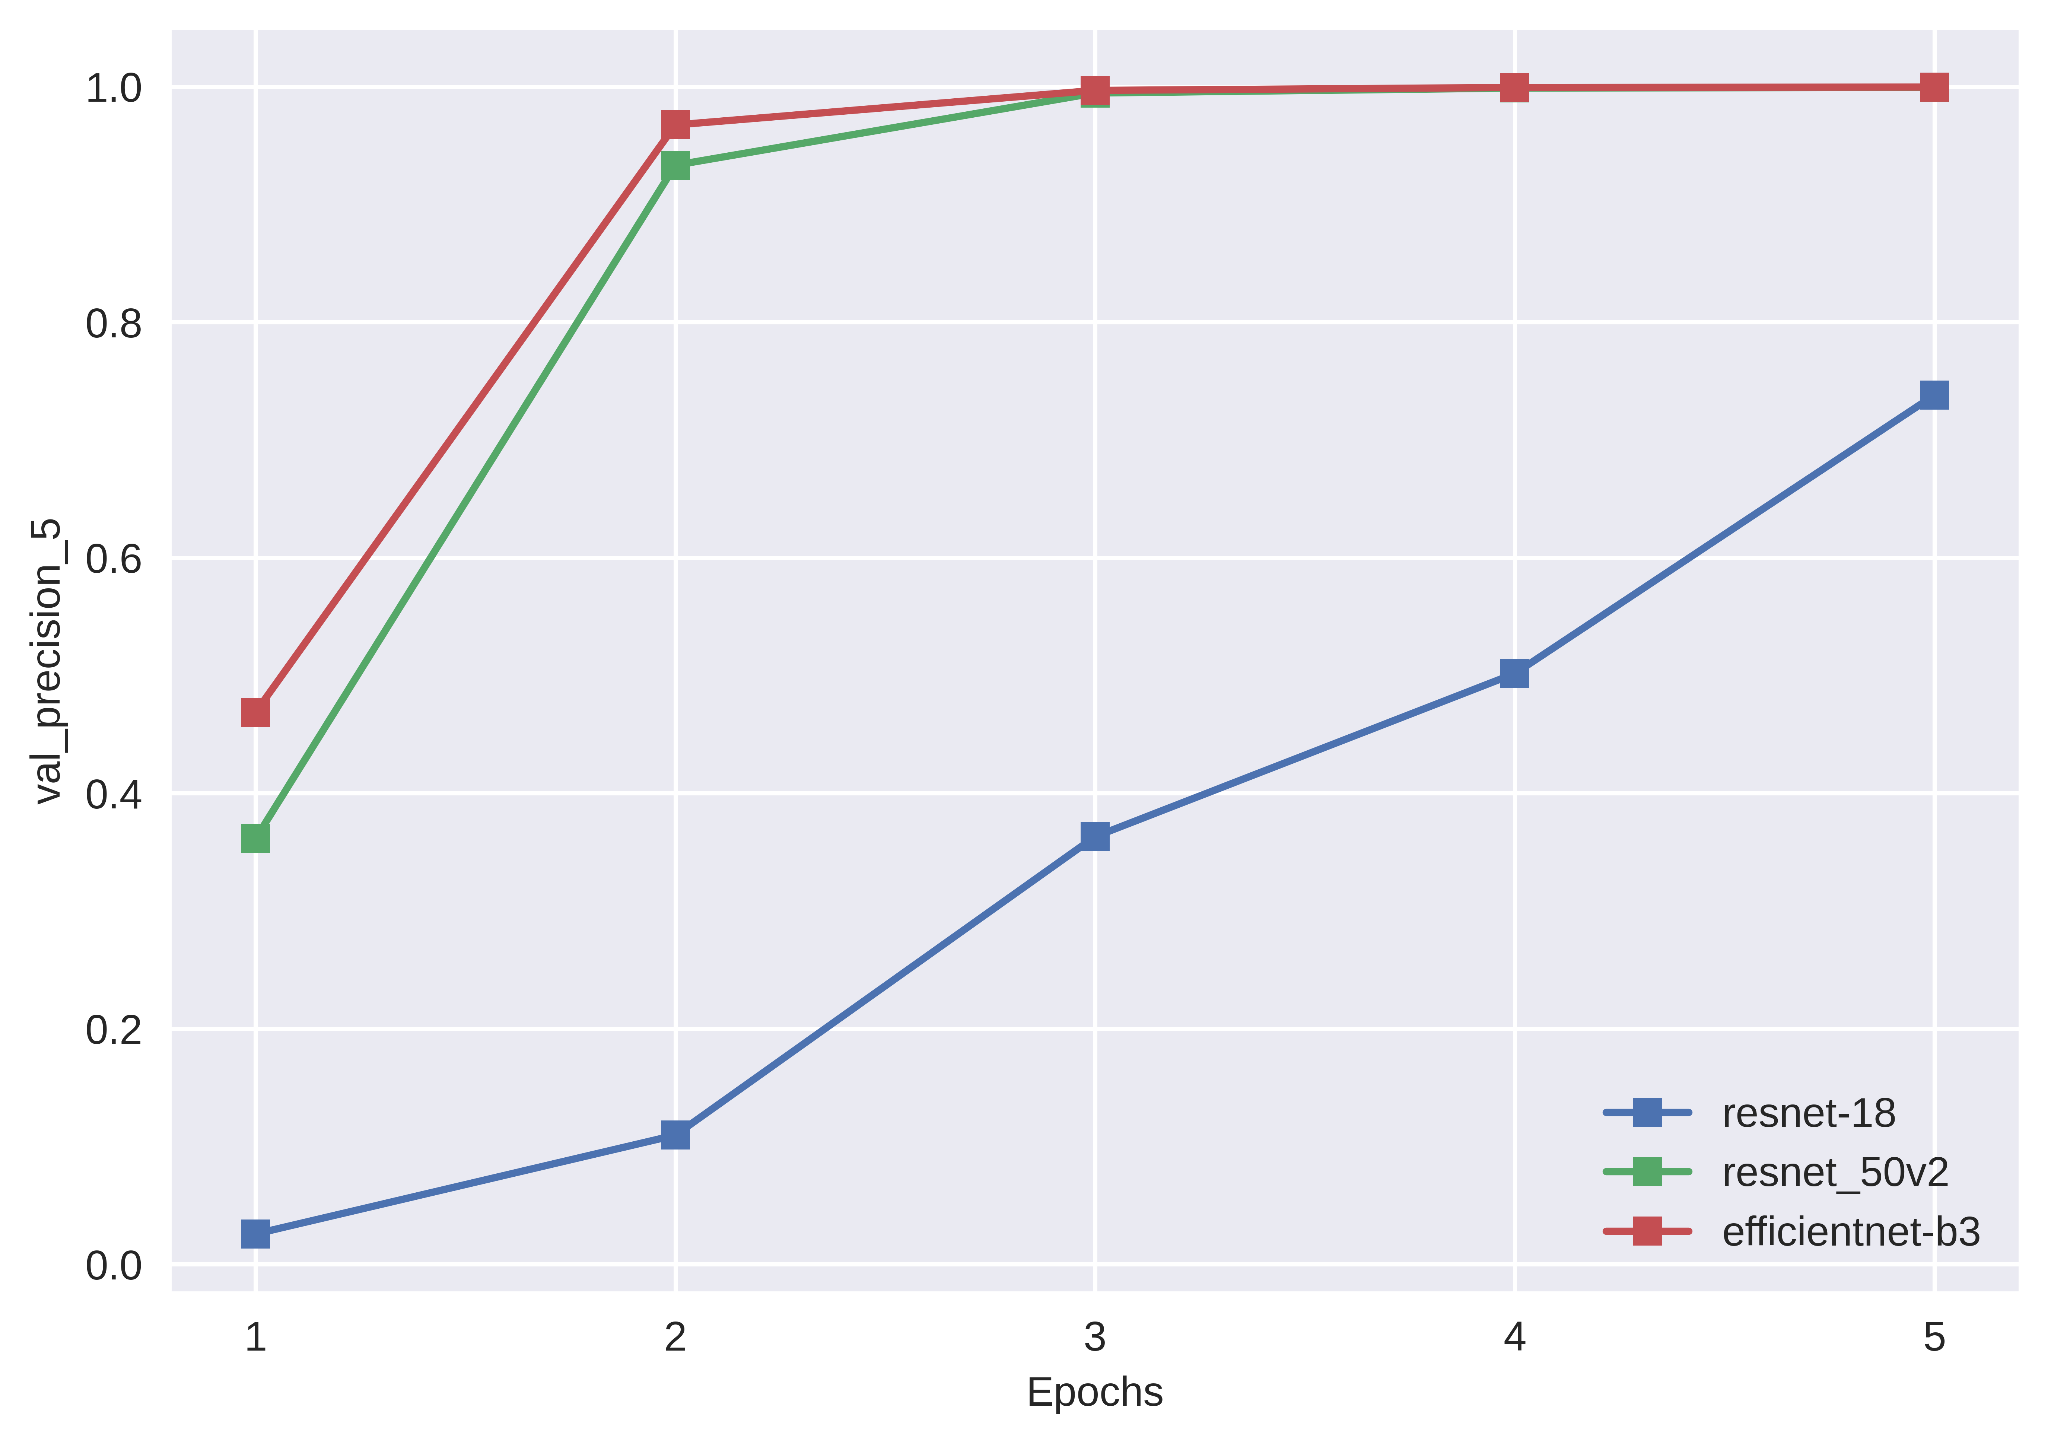 1.0
0.8
0.6
0.4
0.2
0.0
val_precision_5
1 2 3 4 5
Epochs
resnet-18
resnet_50v2
efficientnet-b3